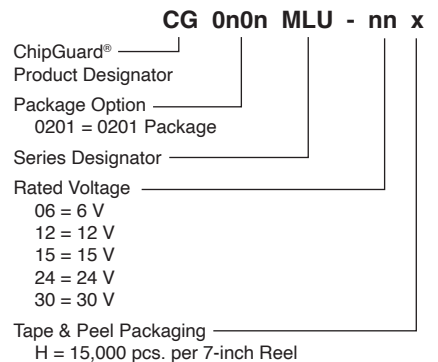 CG 0n0n MLU - nn x
ChipGuard®
Product Designator
Package Option
0201 = 0201 Package
Series Designator
Rated Voltage
06 = 6 V
12 = 12 V
15 = 15 V
24 = 24 V
30 = 30 V
Tape & Peel Packaging
H = 15,000 pcs. per 7-inch Reel